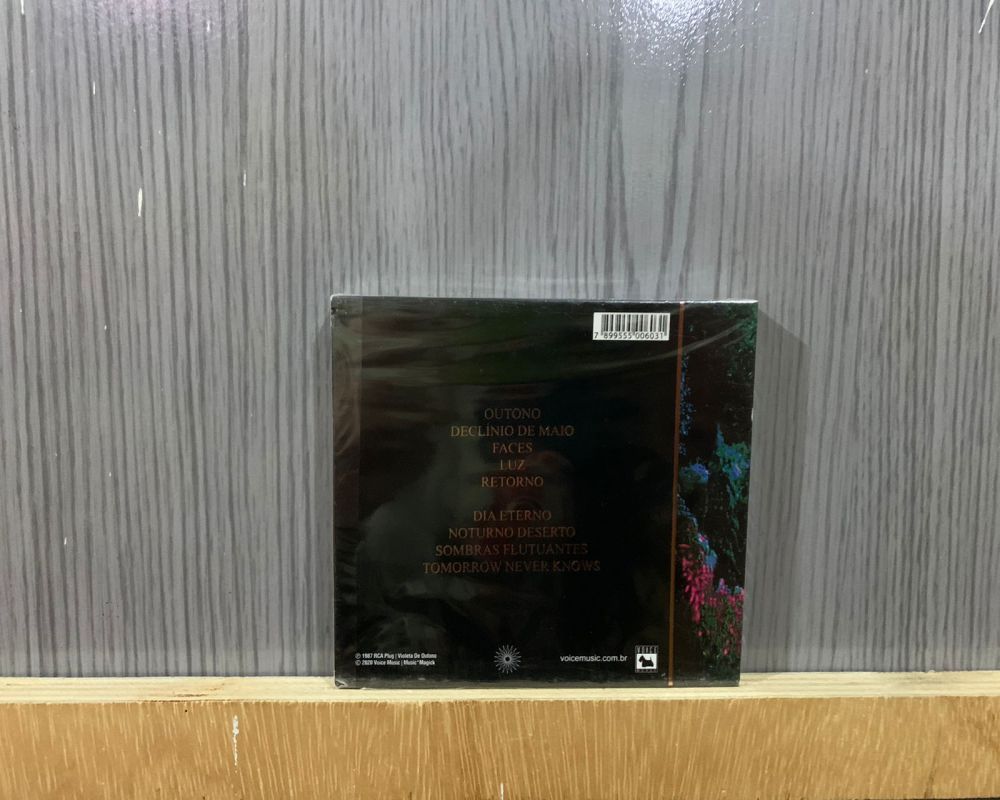 7 899555 006031
OUTONO
DECLÍNIO DE MAIO
FACES
LUZ
RETORNO
DIA ETERNO
NOTURNO DESERTO
SOMBRAS FLUTUANTES
TOMORROW NEVER KNOWS
℗ 1987 RCA Plug | Violeta De Outono
© 2020 Voice Music | Music Magick
voicemusic.com.br
VOICE